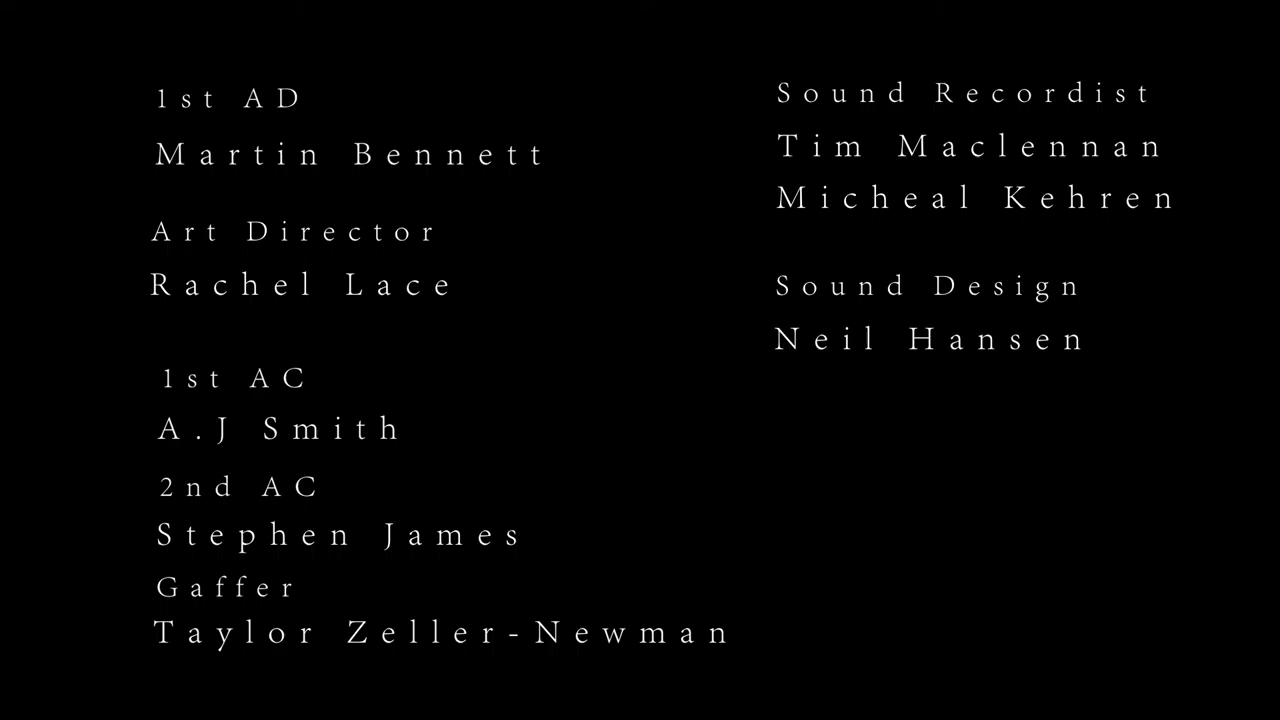 1st AD
Martin Bennett
Art Director
Rachel Lace
1st AC
A.J Smith
2nd AC
Stephen James
Gaffer
Taylor Zeller-Newman
Sound Recordist
Tim Maclennan
Micheal Kehren
Sound Design
Neil Hansen